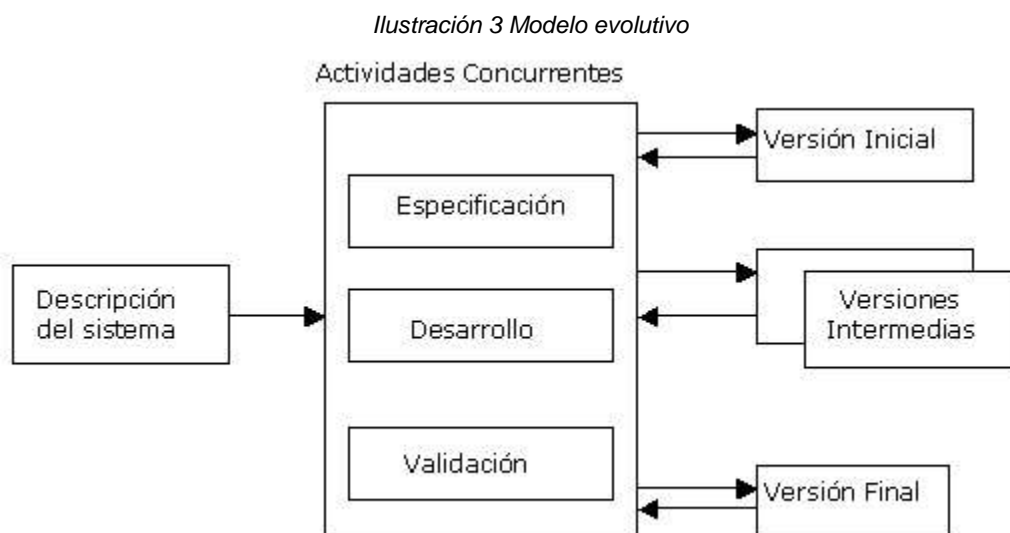 Ilustración 3 Modelo evolutivo
Actividades Concurrentes
Versión Inicial
Especificación
Descripción
del sistema
Desarrollo
Versiones
Intermedias
Validación
Versión Final